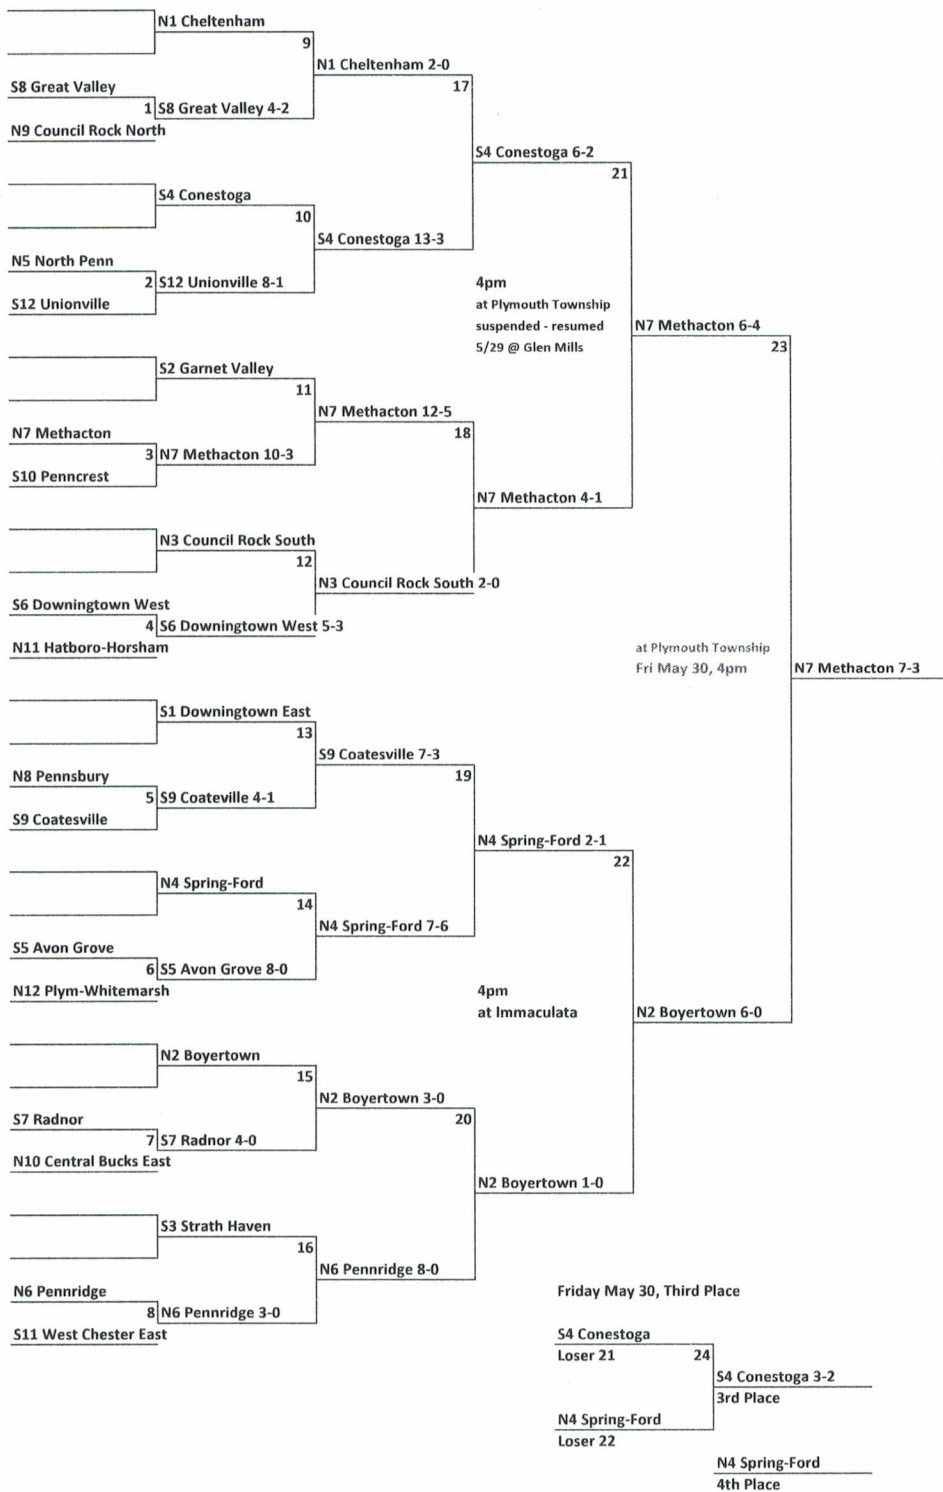 N1 Cheltenham
9
N1 Cheltenham 2-0
17
S8 Great Valley
1 S8 Great Valley 4-2
N9 Council Rock North
S4 Conestoga 6-2
21
S4 Conestoga
10
S4 Conestoga 13-3
N5 North Penn
2 S12 Unionville 8-1
S12 Unionville
4pm
at Plymouth Township
suspended - resumed
5/29 @ Glen Mills
N7 Methacton 6-4
23
S2 Garnet Valley
11
N7 Methacton 12-5
18
N7 Methacton
3 N7 Methacton 10-3
S10 Penncrest
N7 Methacton 4-1
N3 Council Rock South
12
N3 Council Rock South 2-0
S6 Downingtown West
4 S6 Downingtown West 5-3
N11 Hatboro-Horsham
at Plymouth Township
Fri May 30, 4pm
N7 Methacton 7-3
S1 Downingtown East
13
S9 Coatesville 7-3
19
N8 Pennsbury
5 S9 Coateville 4-1
S9 Coatesville
N4 Spring-Ford 2-1
22
N4 Spring-Ford
14
N4 Spring-Ford 7-6
S5 Avon Grove
6 S5 Avon Grove 8-0
N12 Plym-Whitemarsh
4pm
at Immaculata
N2 Boyertown 6-0
N2 Boyertown
15
N2 Boyertown 3-0
20
S7 Radnor
7 S7 Radnor 4-0
N10 Central Bucks East
N2 Boyertown 1-0
S3 Strath Haven
16
N6 Pennridge 8-0
N6 Pennridge
8 N6 Pennridge 3-0
S11 West Chester East
Friday May 30, Third Place
S4 Conestoga
Loser 21
24
S4 Conestoga 3-2
3rd Place
N4 Spring-Ford
Loser 22
N4 Spring-Ford
4th Place